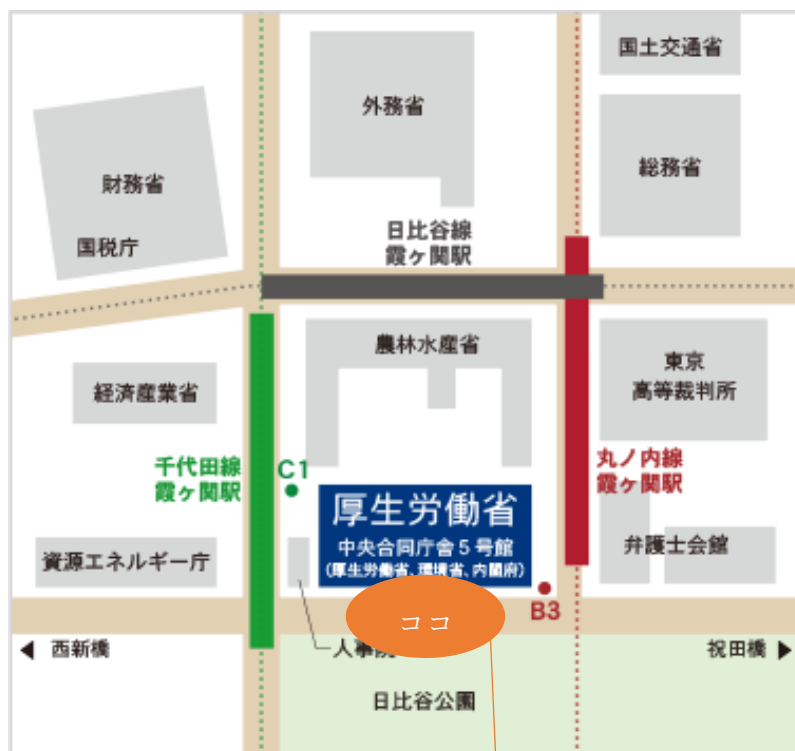 国土交通省
外務省
総務省
財務省
国税庁
日比谷線
霞ヶ関駅
農林水産省
東京
高等裁判所
経済産業省
千代田線
霞ヶ関駅
C1
丸ノ内線
霞ヶ関駅
厚生労働省
中央合同庁舎5号館
(厚生労働省、環境省、内閣府)
資源エネルギー庁
弁護士会館
B3
ココ
西新橋
人事院
祝田橋
日比谷公園